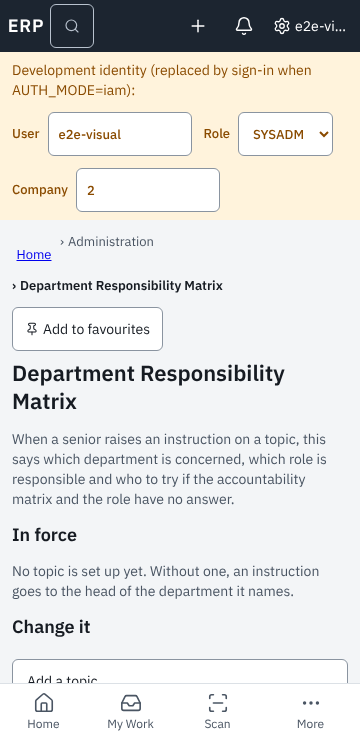 ERP
e2e-vi...
Development identity (replaced by sign-in when
AUTH_MODE=iam):
User e2e-visual Role SYSADM
Company 2
› Administration
Home
› Department Responsibility Matrix
Add to favourites
Department Responsibility
Matrix
When a senior raises an instruction on a topic, this
says which department is concerned, which role is
responsible and who to try if the accountability
matrix and the role have no answer.
In force
No topic is set up yet. Without one, an instruction
goes to the head of the department it names.
Change it
Add a topic
Home My Work Scan More